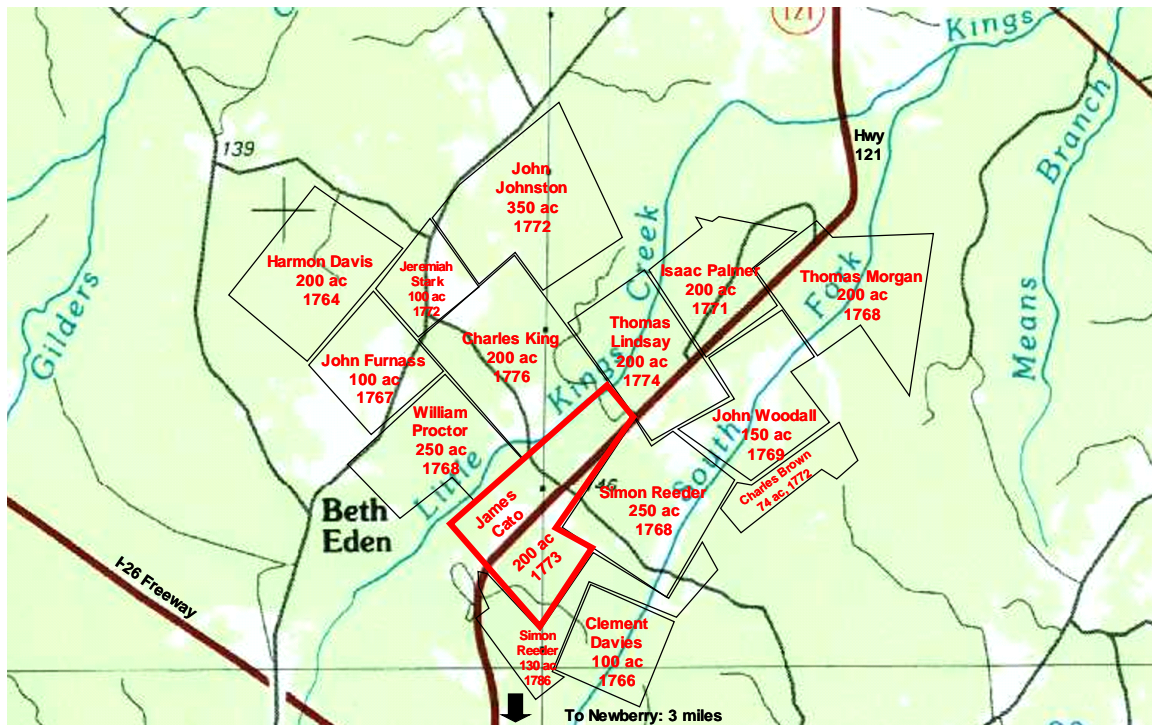 121
Kings
Hwy
121
139
Branch
John
Johnston
350 ac
1772
Creek
Harmon Davis
200 ac
1764
Jeremiah
Stark
100 ac
1772
Isaac Palmer
200 ac
1771
Thomas Morgan
200 ac
1768
Fork
Gilders
Means
Charles King
200 ac
1776
Thomas
Lindsay
200 ac
1774
John Furnass
100 ac
1767
Kings
William
Proctor
250 ac
1768
John Woodall
150 ac
1769
South
Little
Charles Brown
74 ac, 1772
James
Cato
200 ac
1773
46
Simon Reeder
250 ac
1768
Beth
Eden
I-26 Freeway
Simon
Reeder
130 ac
1786
Clement
Davies
100 ac
1766
To Newberry: 3 miles